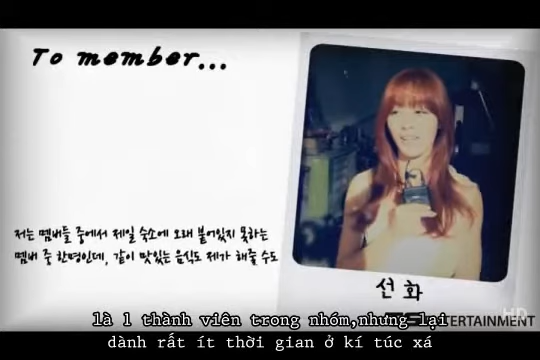 To member...
저는 멤버들 중에서 제일 숙소에 오래 붙어있지 못하는
멤버 중 한명인데, 같이 맛있는 음식도 제가 해줄 수도
선화
HD
ENTERTAINMENT
là 1 thành viên trong nhóm,nhưng lại
dành rất ít thời gian ở kí túc xá